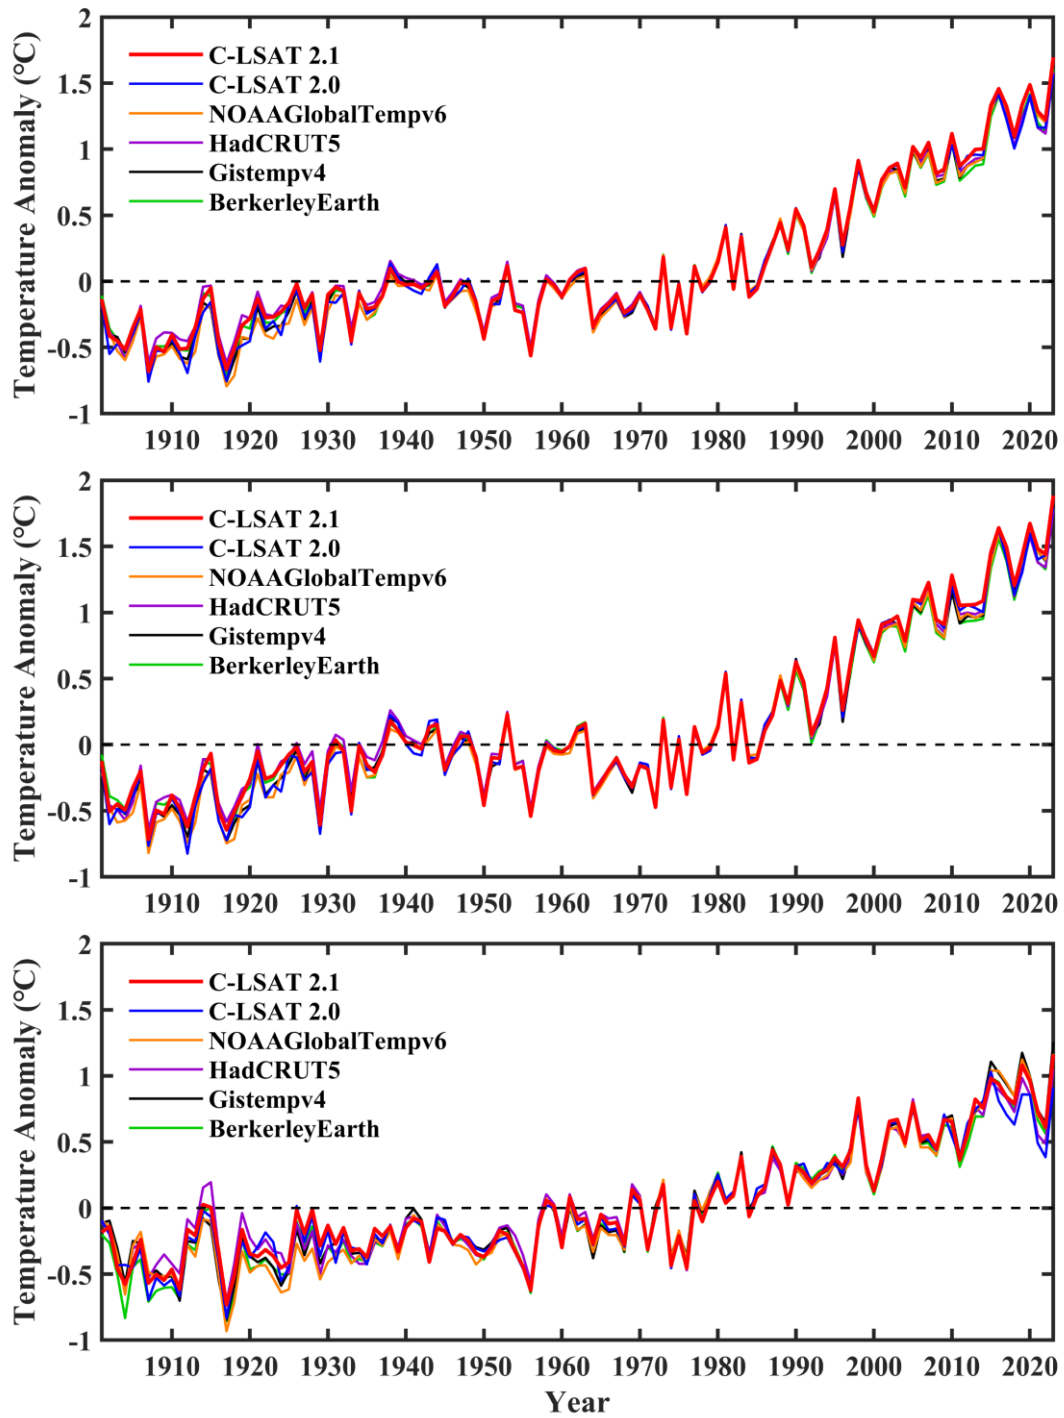 Temperature Anomaly (°C)
2
1.5
1
0.5
0
-0.5
-1
C-LSAT 2.1
C-LSAT 2.0
NOAAGlobalTempv6
HadCRUT5
Gistempv4
BerkerleyEarth
1910 1920 1930 1940 1950 1960 1970 1980 1990 2000 2010 2020
Temperature Anomaly (°C)
2
1.5
1
0.5
0
-0.5
-1
C-LSAT 2.1
C-LSAT 2.0
NOAAGlobalTempv6
HadCRUT5
Gistempv4
BerkerleyEarth
1910 1920 1930 1940 1950 1960 1970 1980 1990 2000 2010 2020
Temperature Anomaly (°C)
2
1.5
1
0.5
0
-0.5
-1
C-LSAT 2.1
C-LSAT 2.0
NOAAGlobalTempv6
HadCRUT5
Gistempv4
BerkerleyEarth
1910 1920 1930 1940 1950 1960 1970 1980 1990 2000 2010 2020
Year